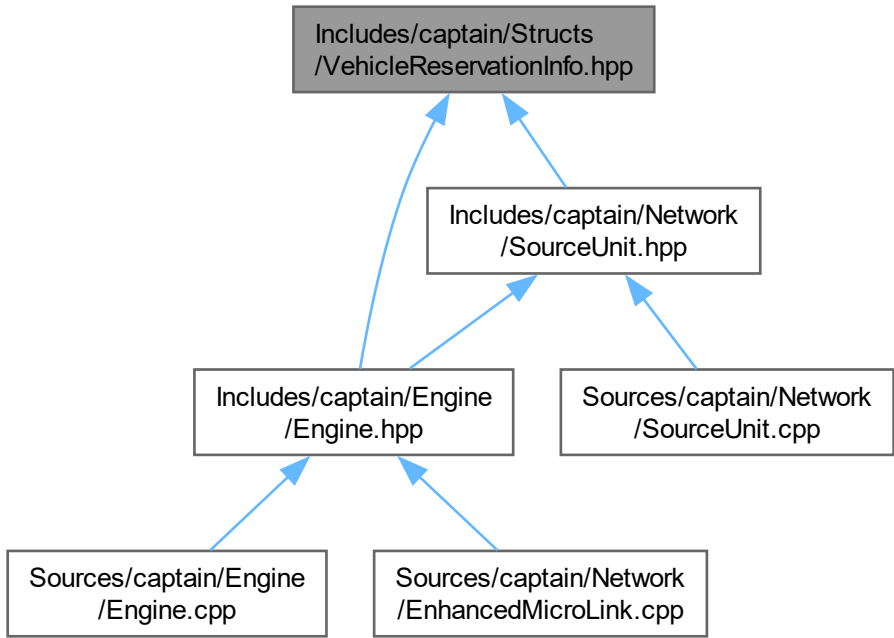 Includes/captain/Structs
/VehicleReservationInfo.hpp
Includes/captain/Network
/SourceUnit.hpp
Includes/captain/Engine
/Engine.hpp
Sources/captain/Network
/SourceUnit.cpp
Sources/captain/Engine
/Engine.cpp
Sources/captain/Network
/EnhancedMicroLink.cpp